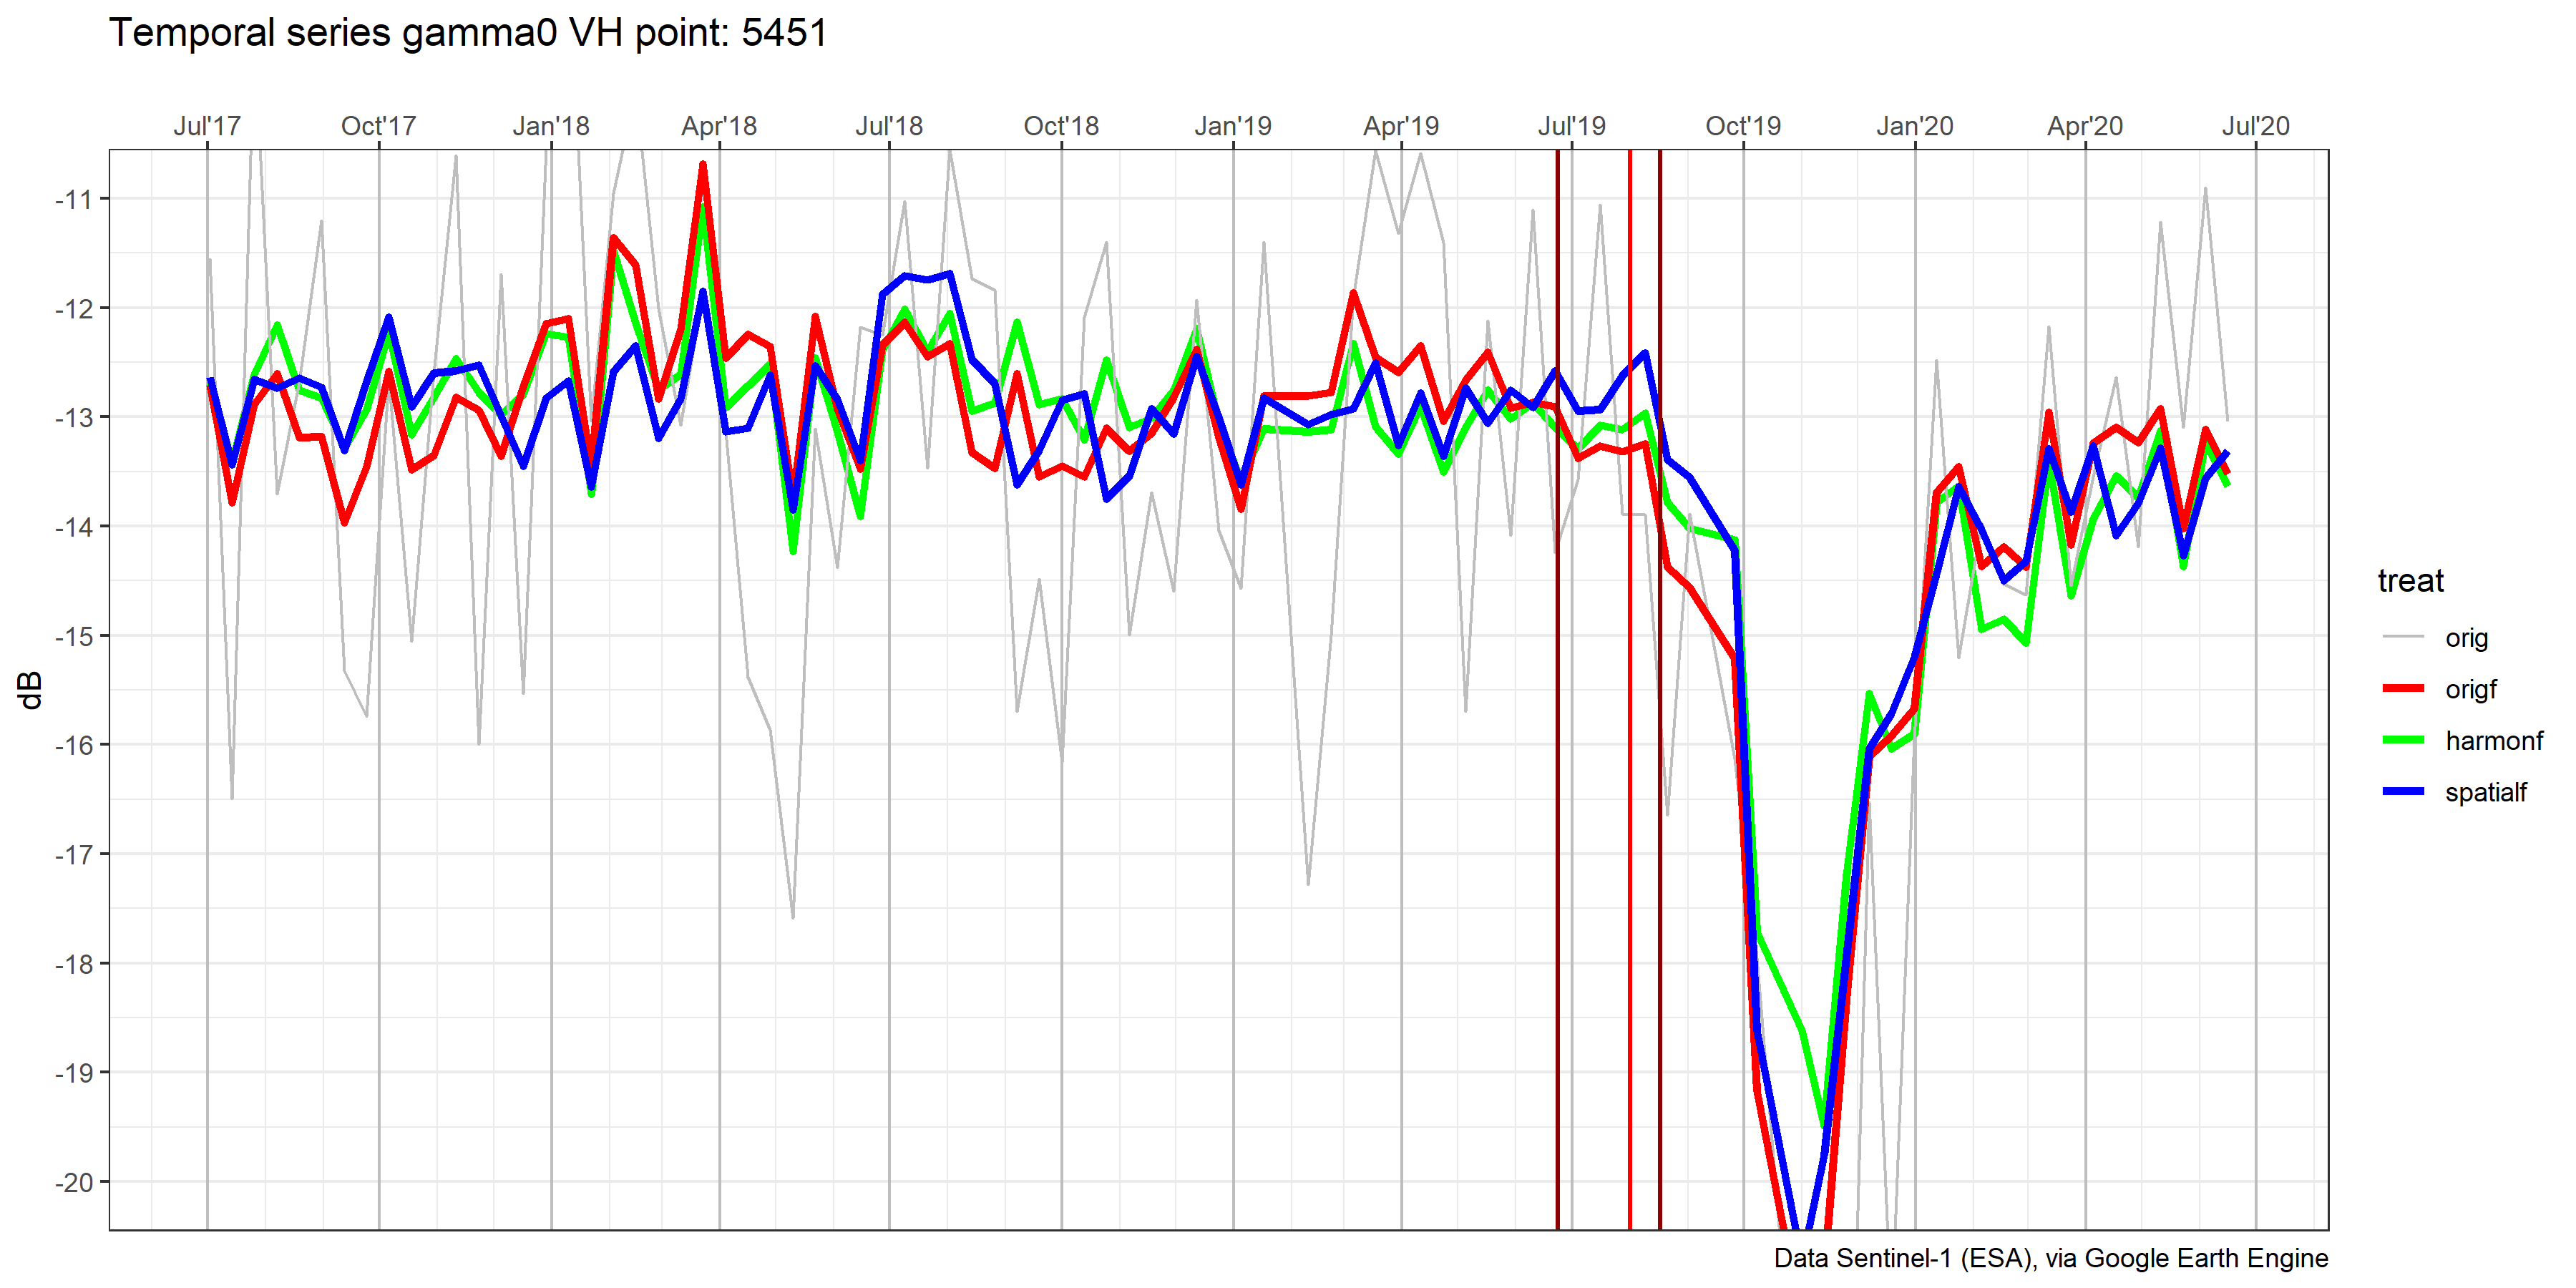 Temporal series gamma0 VH point: 5451
Jul'17 Oct'17 Jan'18 Apr'18 Jul'18 Oct'18 Jan'19 Apr'19 Jul'19 Oct'19 Jan'20 Apr'20 Jul'20
-11
-12
-13
-14
-15
-16
-17
-18
-19
-20
dB
treat
orig
origf
harmonf
spatialf
Data Sentinel-1 (ESA), via Google Earth Engine